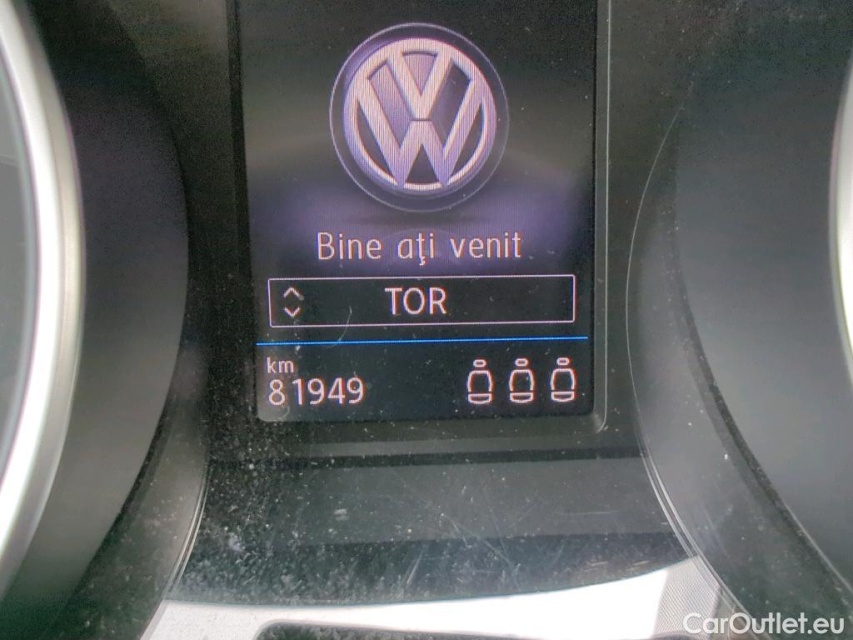 Bine aţi venit
TOR
km
81949
CarOutlet.eu